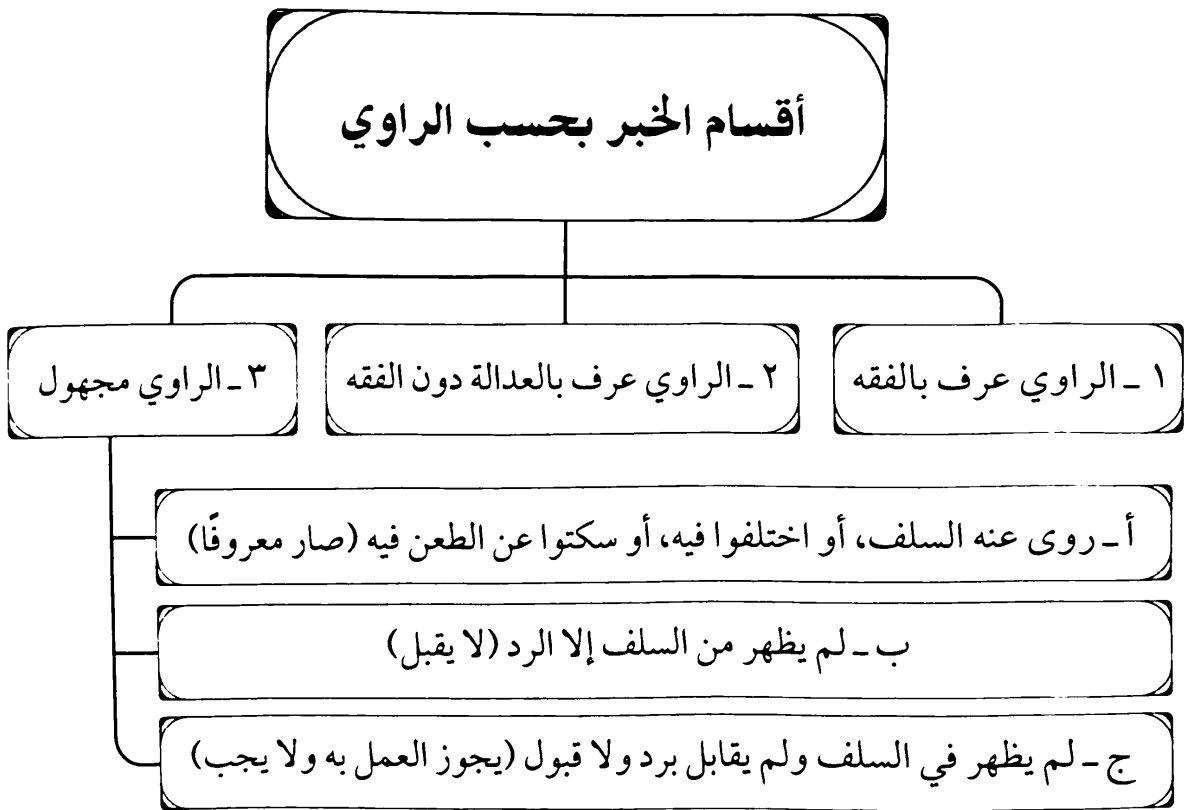 أقسام الخبر بحسب الراوي
١ ـ الراوي عرف بالفقه
٢ ـ الراوي عرف بالعدالة دون الفقه
٣ ـ الراوي مجهول
أ ـ روى عنه السلف، أو اختلفوا فيه، أو سكتوا عن الطعن فيه (صار معروفًا)
ب ـ لم يظهر من السلف إلا الرد (لا يقبل)
ج ـ لم يظهر في السلف ولم يقابل برد ولا قبول (يجوز العمل به ولا يجب)